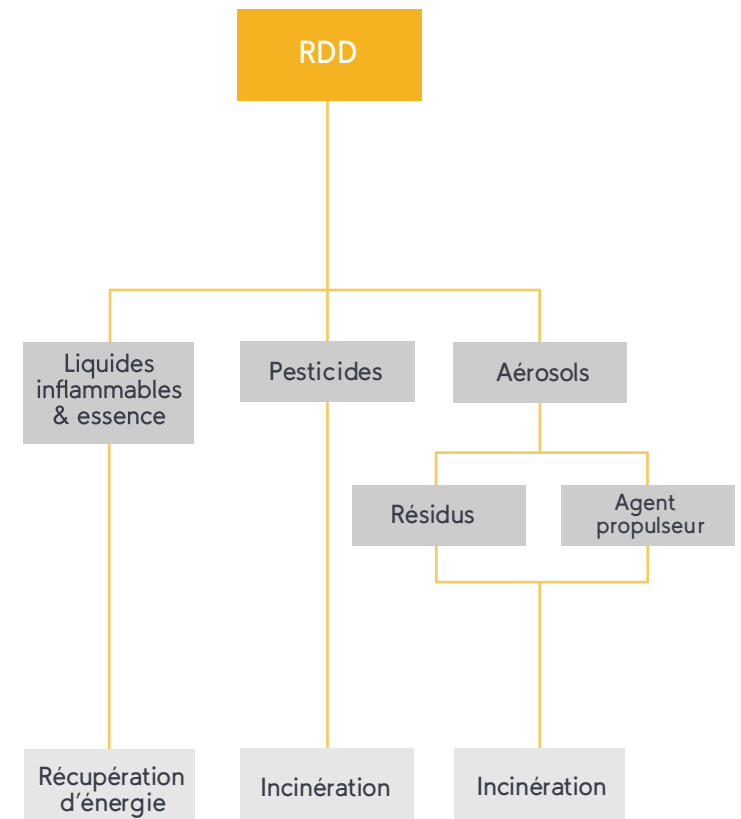 RDD
Liquides
inflammables
& essence
Pesticides
Aérosols
Résidus
Agent
propulseur
Récupération
d'énergie
Incinération
Incinération